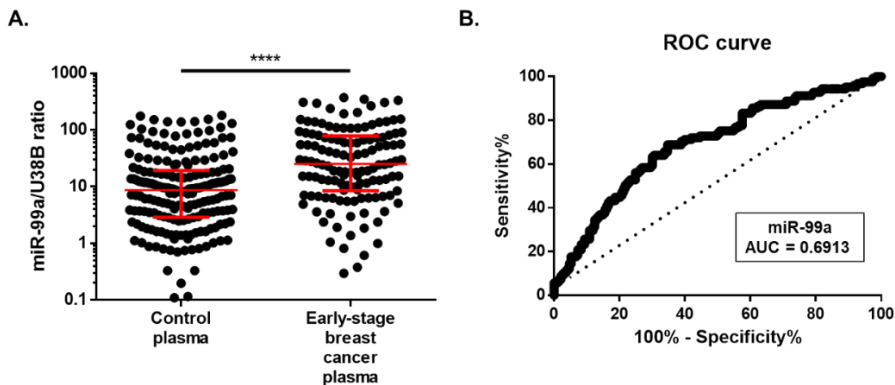 A.
****
miR-99a/U38B ratio
1000
100
10
1
0.1
Control
plasma
Early-stage
breast
cancer
plasma
B.
ROC curve
Sensitivity%
100
80
60
40
20
0
0
20
40
60
80
100
100% - Specificity%
miR-99a
AUC = 0.6913